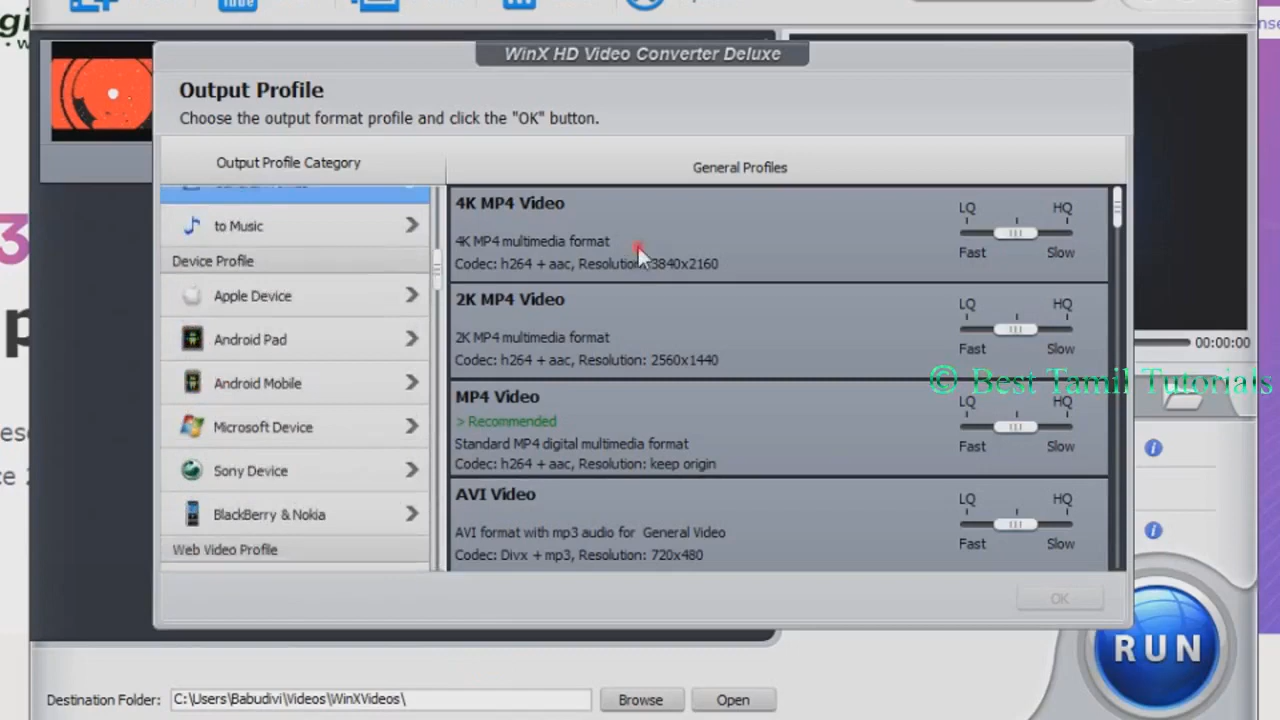 Tube
WinX HD Video Converter Deluxe
Output Profile
Choose the output format profile and click the "OK" button.
Output Profile Category
General Profiles
to Music
Device Profile
Apple Device
Android Pad
Android Mobile
Microsoft Device
Sony Device
BlackBerry & Nokia
Web Video Profile
4K MP4 Video
4K MP4 multimedia format
Codec: h264 + aac, Resolution: 3840x2160
LQ HQ
Fast Slow
2K MP4 Video
2K MP4 multimedia format
Codec: h264 + aac, Resolution: 2560x1440
LQ HQ
Fast Slow
MP4 Video
> Recommended
Standard MP4 digital multimedia format
Codec: h264 + aac, Resolution: keep origin
LQ HQ
Fast Slow
AVI Video
AVI format with mp3 audio for General Video
Codec: Divx + mp3, Resolution: 720x480
LQ HQ
Fast Slow
OK
00:00:00
© Best Tamil Tutorials
RUN
Destination Folder: C:\Users\Babudivi\Videos\WinXVideos\ Browse Open